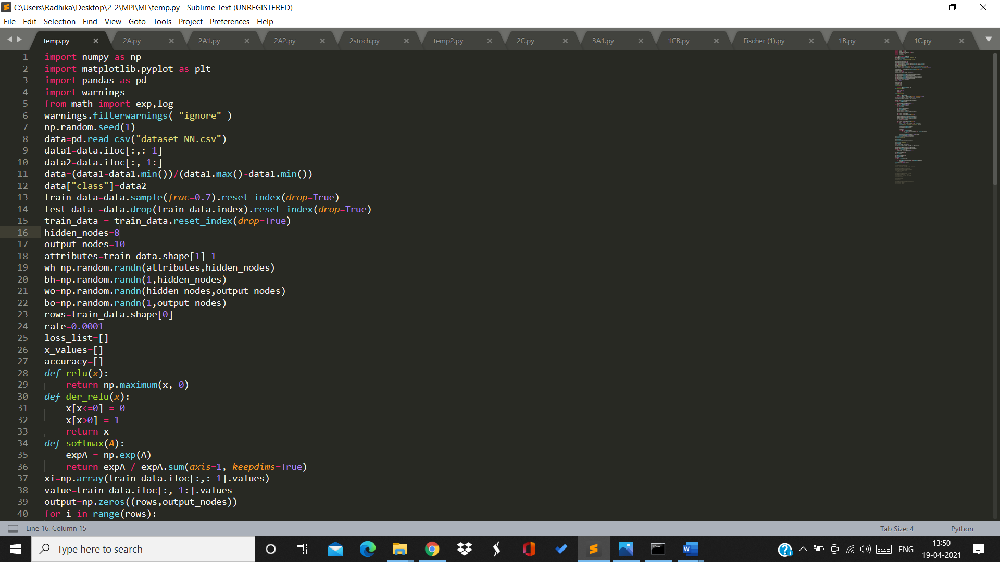 C:\Users\Radhika\Desktop\2-2\MPI\ML\temp.py - Sublime Text (UNREGISTERED)
File Edit Selection Find View Goto Tools Project Preferences Help
temp.py 2A.py 2A1.py 2A2.py 2stoch.py temp2.py 2C.py 3A1.py 1CB.py Fischer (1).py 1B.py 1C.py
1 import numpy as np
2 import matplotlib.pyplot as plt
3 import pandas as pd
4 import warnings
5 from math import exp,log
6 warnings.filterwarnings( "ignore" )
7 np.random.seed(1)
8 data=pd.read_csv("dataset_NN.csv")
9 data1=data.iloc[:,:-1]
10 data2=data.iloc[:,-1:]
11 data=(data1-data1.min())/(data1.max()-data1.min())
12 data["class"]=data2
13 train_data=data.sample(frac=0.7).reset_index(drop=True)
14 test_data =data.drop(train_data.index).reset_index(drop=True)
15 train_data = train_data.reset_index(drop=True)
16 hidden_nodes=8
17 output_nodes=10
18 attributes=train_data.shape[1]-1
19 wh=np.random.randn(attributes,hidden_nodes)
20 bh=np.random.randn(1,hidden_nodes)
21 wo=np.random.randn(hidden_nodes,output_nodes)
22 bo=np.random.randn(1,output_nodes)
23 rows=train_data.shape[0]
24 rate=0.0001
25 loss_list=[]
26 x_values=[]
27 accuracy=[]
28 def relu(x):
29     return np.maximum(x, 0)
30 def der_relu(x):
31     x[x<=0] = 0
32     x[x>0] = 1
33     return x
34 def softmax(A):
35     expA = np.exp(A)
36     return expA / expA.sum(axis=1, keepdims=True)
37 xi=np.array(train_data.iloc[:,:-1].values)
38 value=train_data.iloc[:,-1:].values
39 output=np.zeros((rows,output_nodes))
40 for i in range(rows):
Line 16, Column 15 Tab Size: 4 Python
Type here to search
ENG
13:50
19-04-2021